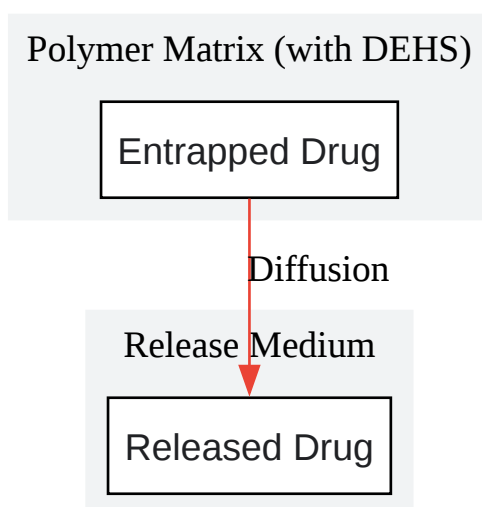 Polymer Matrix (with DEHS)
Entrapped Drug
Diffusion
Release Medium
Released Drug